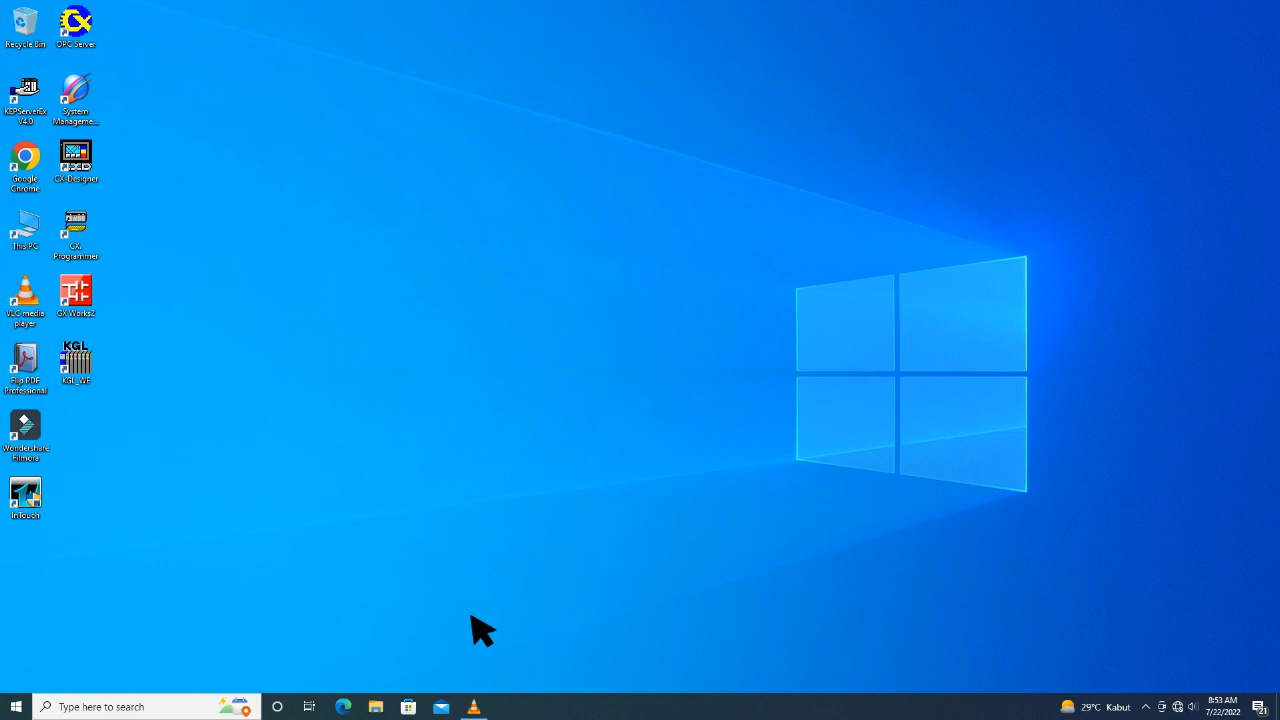 Recycle Bin
OPC Server
KEPServerEx
V4.0
System
Manageme...
Google
Chrome
CX-Designer
This PC
CX-
Programmer
VLC media
player
GX Works2
Flip PDF
Professional
KGL
KGL_WE
Wondershare
Filmora
InTouch
Type here to search
29°C Kabut
8:53 AM
7/22/2022
21